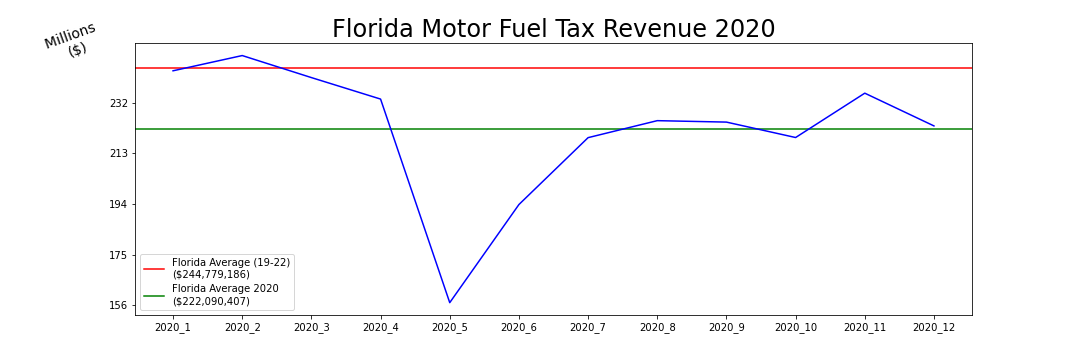 Florida Motor Fuel Tax Revenue 2020
Millions
($)
232
213
194
175
156
Florida Average (19-22)
($244,779,186)
Florida Average 2020
($222,090,407)
2020_1 2020_2 2020_3 2020_4 2020_5 2020_6 2020_7 2020_8 2020_9 2020_10 2020_11 2020_12